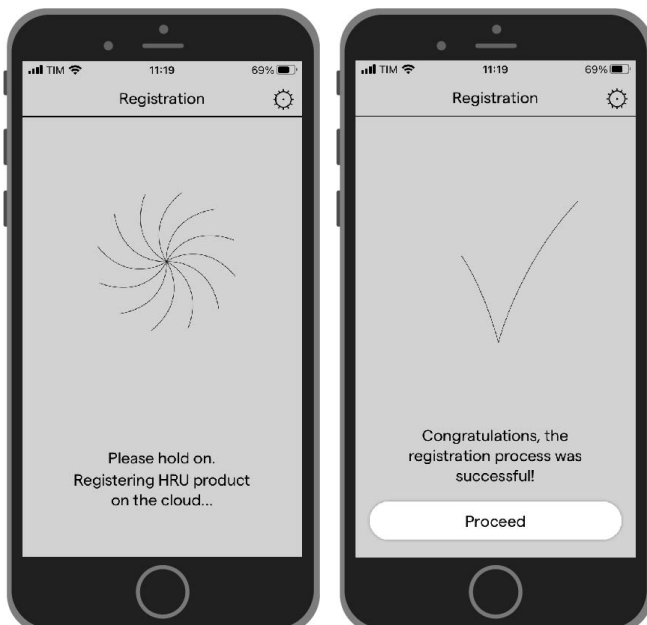 TIM
11:19
69%
Registration
Please hold on.
Registering HRU product
on the cloud...
TIM
11:19
69%
Registration
Congratulations, the
registration process was
successful!
Proceed